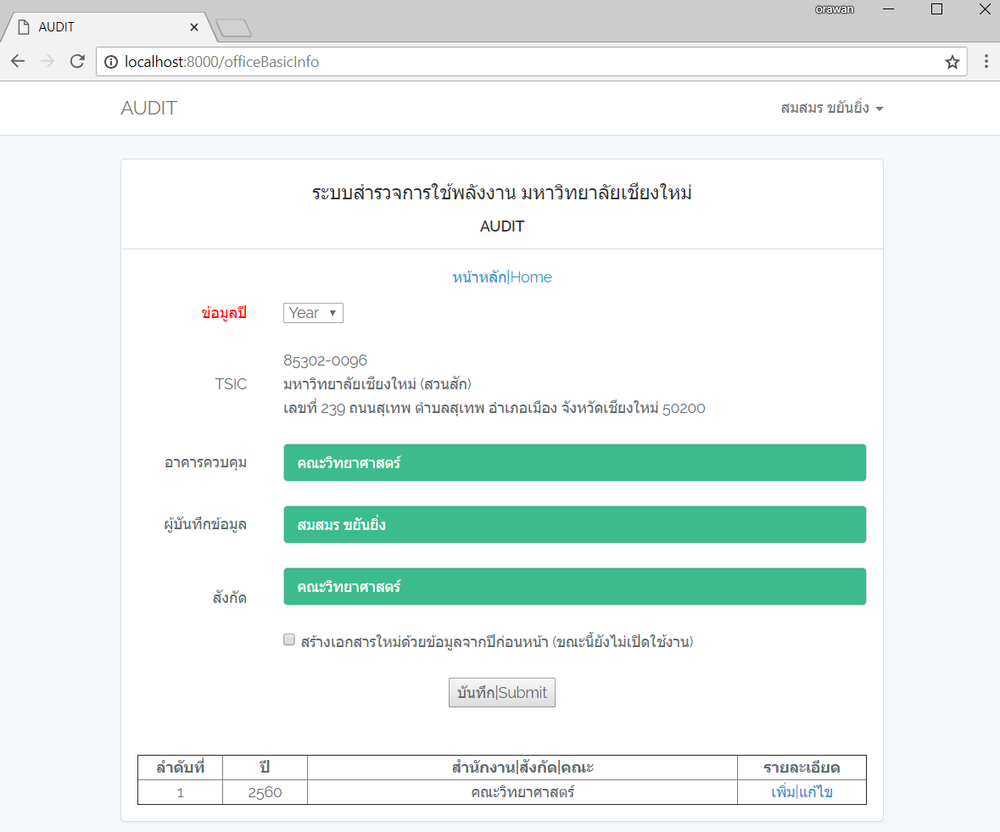 orawan
AUDIT
localhost:8000/officeBasicInfo
AUDIT
สมสมร ขยันยิ่ง
ระบบสำรวจการใช้พลังงาน มหาวิทยาลัยเชียงใหม่
AUDIT
หน้าหลัก|Home
ข้อมูลปี Year
85302-0096
TSIC มหาวิทยาลัยเชียงใหม่ (สวนสัก)
เลขที่ 239 ถนนสุเทพ ตำบลสุเทพ อำเภอเมือง จังหวัดเชียงใหม่ 50200
อาคารควบคุม คณะวิทยาศาสตร์
ผู้บันทึกข้อมูล สมสมร ขยันยิ่ง
สังกัด คณะวิทยาศาสตร์
สร้างเอกสารใหม่ด้วยข้อมูลจากปีก่อนหน้า (ขณะนี้ยังไม่เปิดใช้งาน)
บันทึก|Submit
ลำดับที่ ปี สำนักงาน|สังกัด|คณะ รายละเอียด
1 2560 คณะวิทยาศาสตร์ เพิ่ม|แก้ไข